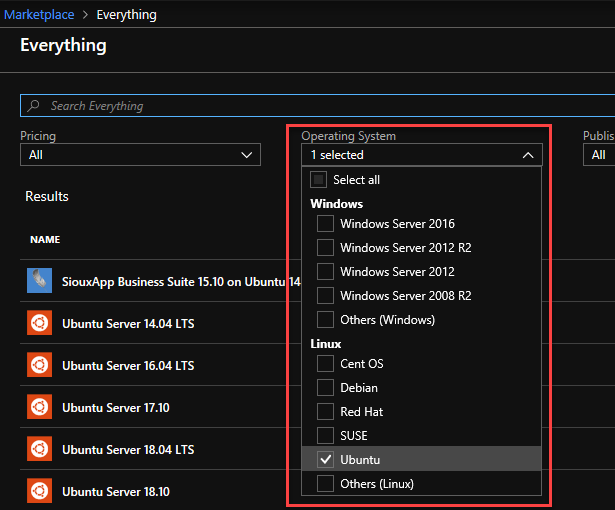 Marketplace > Everything
Everything
Search Everything
Pricing
All
Operating System
1 selected
Publis
All
Select all
Windows
Windows Server 2016
Windows Server 2012 R2
Windows Server 2012
Windows Server 2008 R2
Others (Windows)
Linux
Cent OS
Debian
Red Hat
SUSE
Ubuntu
Others (Linux)
Results
NAME
SiouxApp Business Suite 15.10 on Ubuntu 14
Ubuntu Server 14.04 LTS
Ubuntu Server 16.04 LTS
Ubuntu Server 17.10
Ubuntu Server 18.04 LTS
Ubuntu Server 18.10